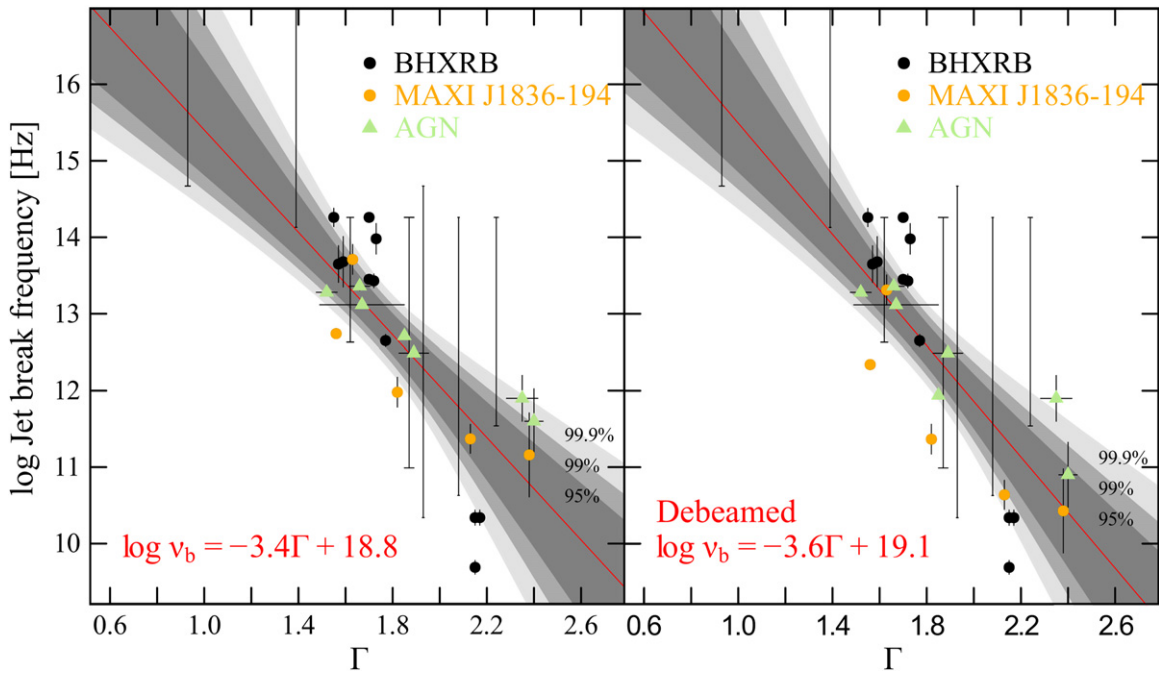 BHXRB
MAXI J1836-194
AGN
99.9%
99%
95%
log νb = −3.4Γ + 18.8
BHXRB
MAXI J1836-194
AGN
99.9%
99%
95%
Debeamed
log νb = −3.6Γ + 19.1
log Jet break frequency [Hz]
16
15
14
13
12
11
10
0.6 1.0 1.4 1.8 2.2 2.6
0.6 1.0 1.4 1.8 2.2 2.6
Γ
Γ